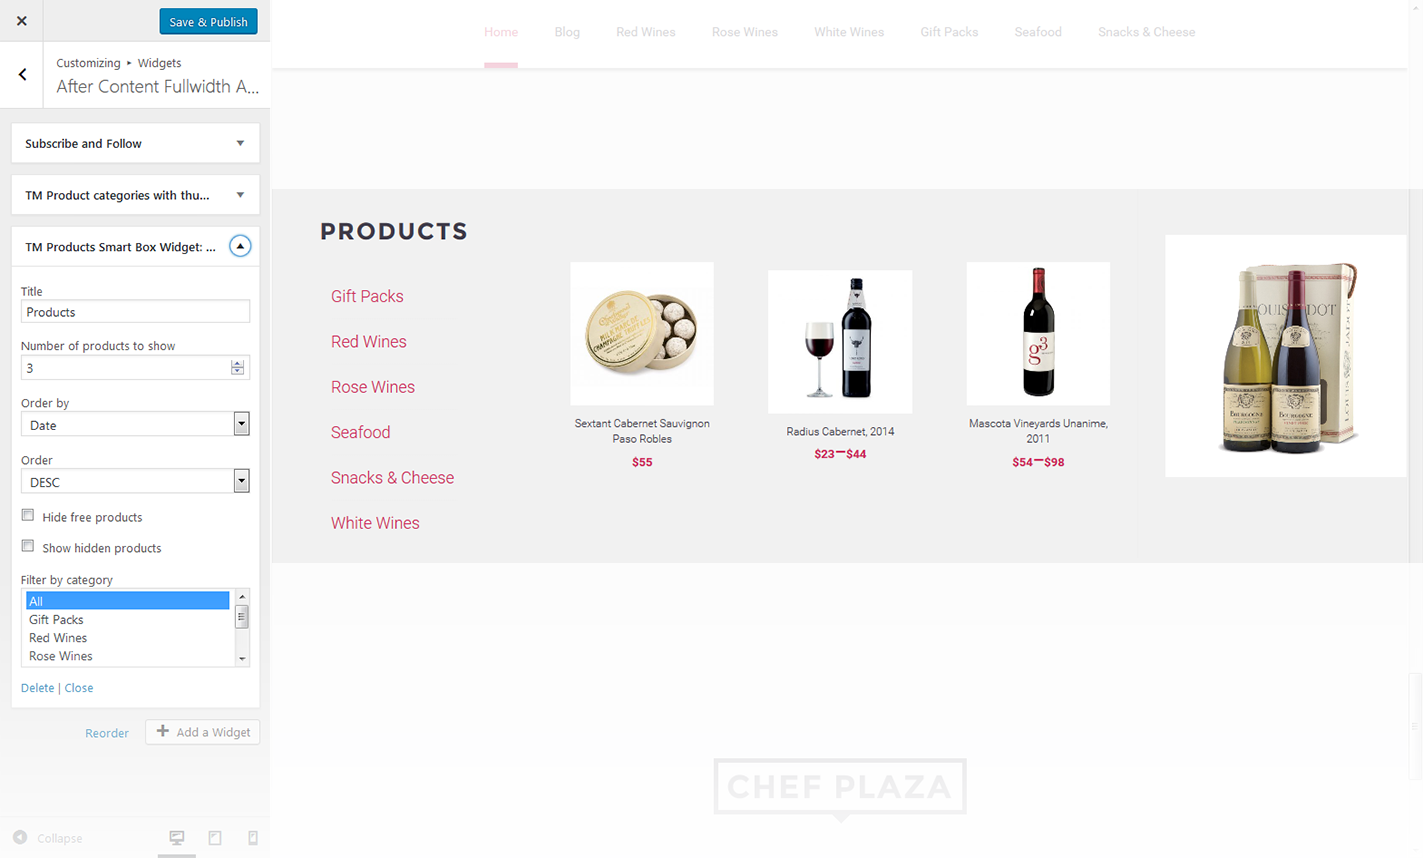 Save & Publish
Customizing ▸ Widgets
After Content Fullwidth A...
Subscribe and Follow
TM Product categories with thu...
TM Products Smart Box Widget: ...
Title
Products
Number of products to show
3
Order by
Date
Order
DESC
Hide free products
Show hidden products
Filter by category
All
Gift Packs
Red Wines
Rose Wines
Delete | Close
Reorder
Add a Widget
Collapse
Home
Blog
Red Wines
Rose Wines
White Wines
Gift Packs
Seafood
Snacks & Cheese
PRODUCTS
Gift Packs
Red Wines
Rose Wines
Seafood
Snacks & Cheese
White Wines
Sextant Cabernet Sauvignon
Paso Robles
$55
Radius Cabernet, 2014
$23–$44
g3
Mascota Vineyards Unanime,
2011
$54–$98
LOUIS JADOT
BOURGOGNE
BOURGOGNE
CHEF PLAZA